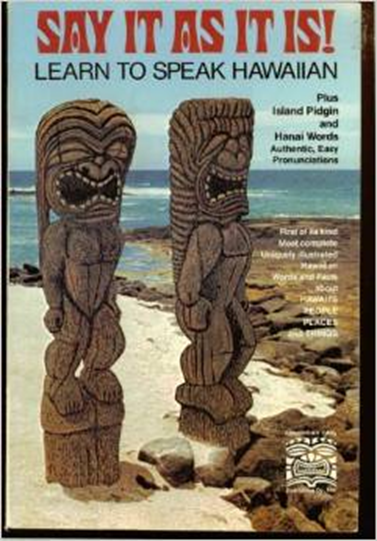 SAY IT AS IT IS!
LEARN TO SPEAK HAWAIIAN
Plus
Island Pidgin
and
Hanai Words
Authentic, Easy
Pronunciations
First of its kind
Most complete
Uniquely illustrated
Hawaiian
Words and Facts
about
HAWAII'S
PEOPLE
PLACES
and THINGS